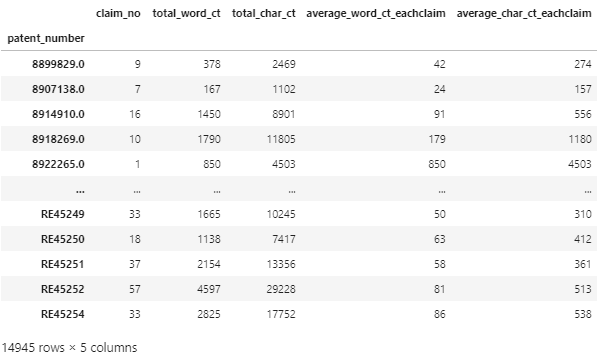 claim_no total_word_ct total_char_ct average_word_ct_eachclaim average_char_ct_eachclaim
patent_number
8899829.0 9 378 2469 42 274
8907138.0 7 167 1102 24 157
8914910.0 16 1450 8901 91 556
8918269.0 10 1790 11805 179 1180
8922265.0 1 850 4503 850 4503
... ... ... ... ... ...
RE45249 33 1665 10245 50 310
RE45250 18 1138 7417 63 412
RE45251 37 2154 13356 58 361
RE45252 57 4597 29228 81 513
RE45254 33 2825 17752 86 538
14945 rows × 5 columns